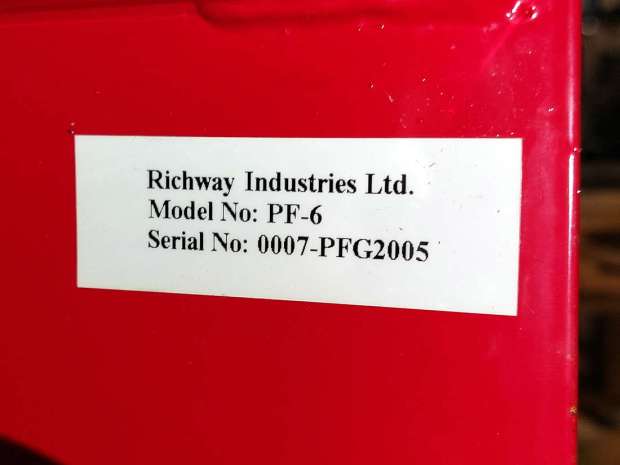 Richway Industries Ltd.
Model No: PF-6
Serial No: 0007-PFG2005